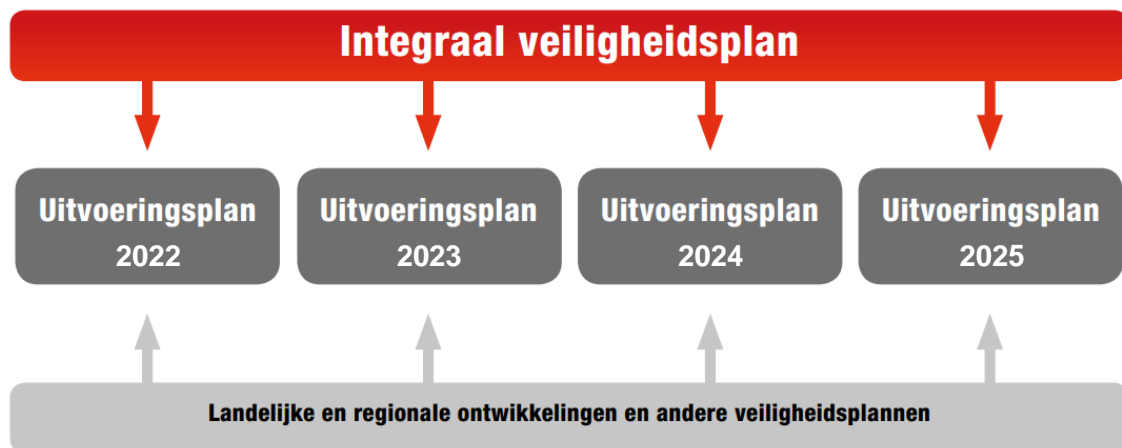 Integraal veiligheidsplan
Uitvoeringsplan
2022
Uitvoeringsplan
2023
Uitvoeringsplan
2024
Uitvoeringsplan
2025
Landelijke en regionale ontwikkelingen en andere veiligheidsplannen